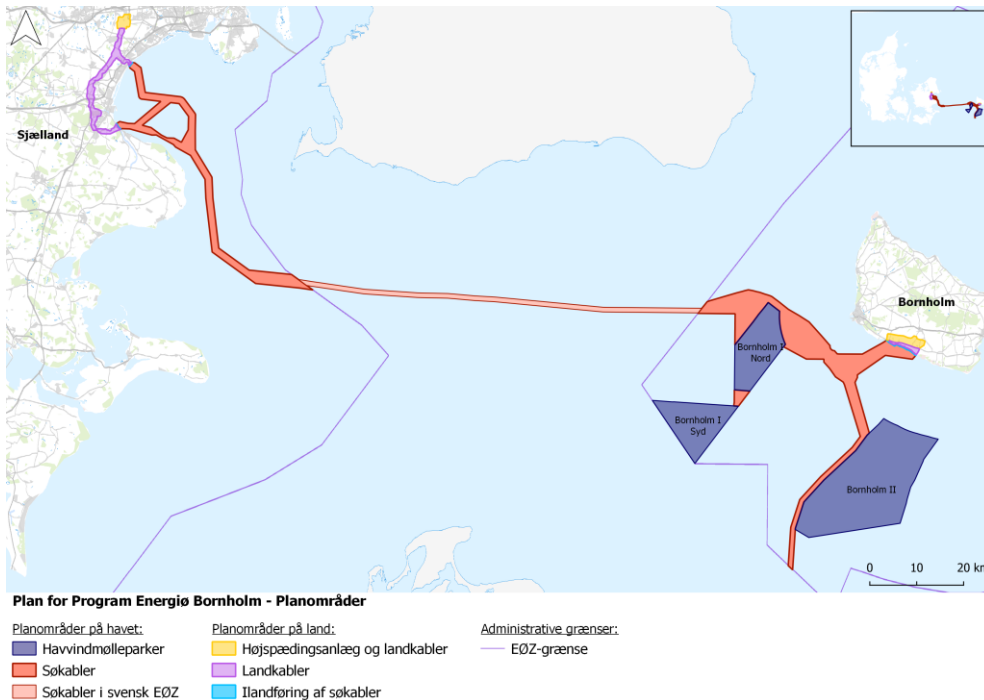 Sjælland
Bornholm
Bornholm I
Nord
Bornholm I
Syd
Bornholm II
0 10 20 km
Plan for Program Energiø Bornholm - Planområder
Planområder på havet:
Havvindmølleparker
Søkabler
Søkabler i svensk EØZ
Planområder på land:
Højspædingsanlæg og landkabler
Landkabler
Ilandføring af søkabler
Administrative grænser:
EØZ-grænse